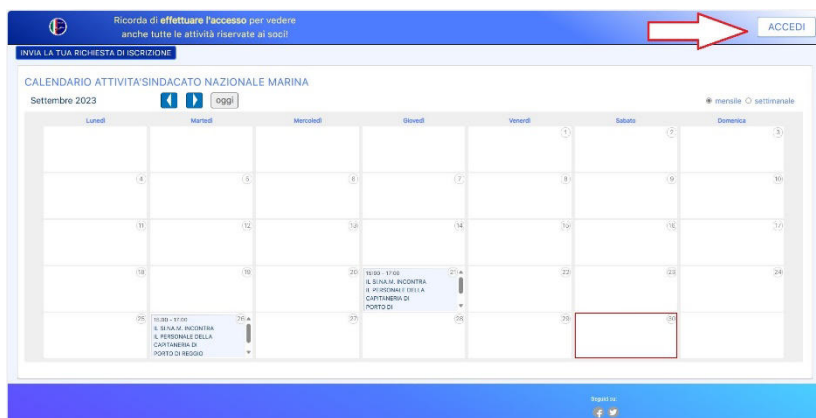 Ricorda di effettuare l'accesso per vedere
anche tutte le attività riservate ai soci!
ACCEDI
INVIA LA TUA RICHIESTA DI ISCRIZIONE
CALENDARIO ATTIVITA'SINDACATO NAZIONALE MARINA
Settembre 2023
oggi
mensile settimanale
Lunedì Martedì Mercoledì Giovedì Venerdì Sabato Domenica
1 2 3
4 5 6 7 8 9 10
11 12 13 14 15 16 17
18 19 20 21 22 23 24
16:00 - 17:00
IL SI.NA.M. INCONTRA
IL PERSONALE DELLA
CAPITANERIA DI
PORTO DI
25 26 27 28 29 30
15:30 - 17:00
IL SI.NA.M. INCONTRA
IL PERSONALE DELLA
CAPITANERIA DI
PORTO DI REGGIO
Seguici su: